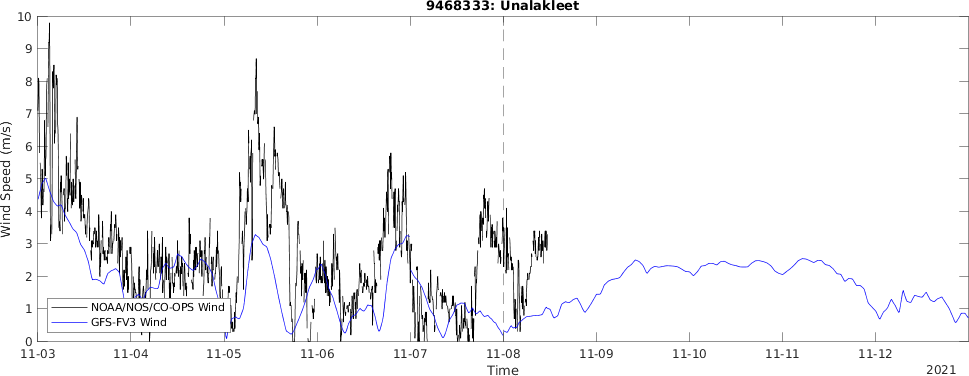 9468333: Unalakleet
10
9
8
7
6
5
4
3
2
1
0
Wind Speed (m/s)
NOAA/NOS/CO-OPS Wind
GFS-FV3 Wind
11-03 11-04 11-05 11-06 11-07 11-08 11-09 11-10 11-11 11-12
Time
2021